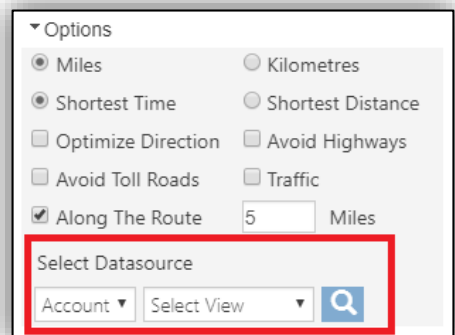 Options
Miles Kilometres
Shortest Time Shortest Distance
Optimize Direction Avoid Highways
Avoid Toll Roads Traffic
Along The Route 5 Miles
Select Datasource
Account Select View